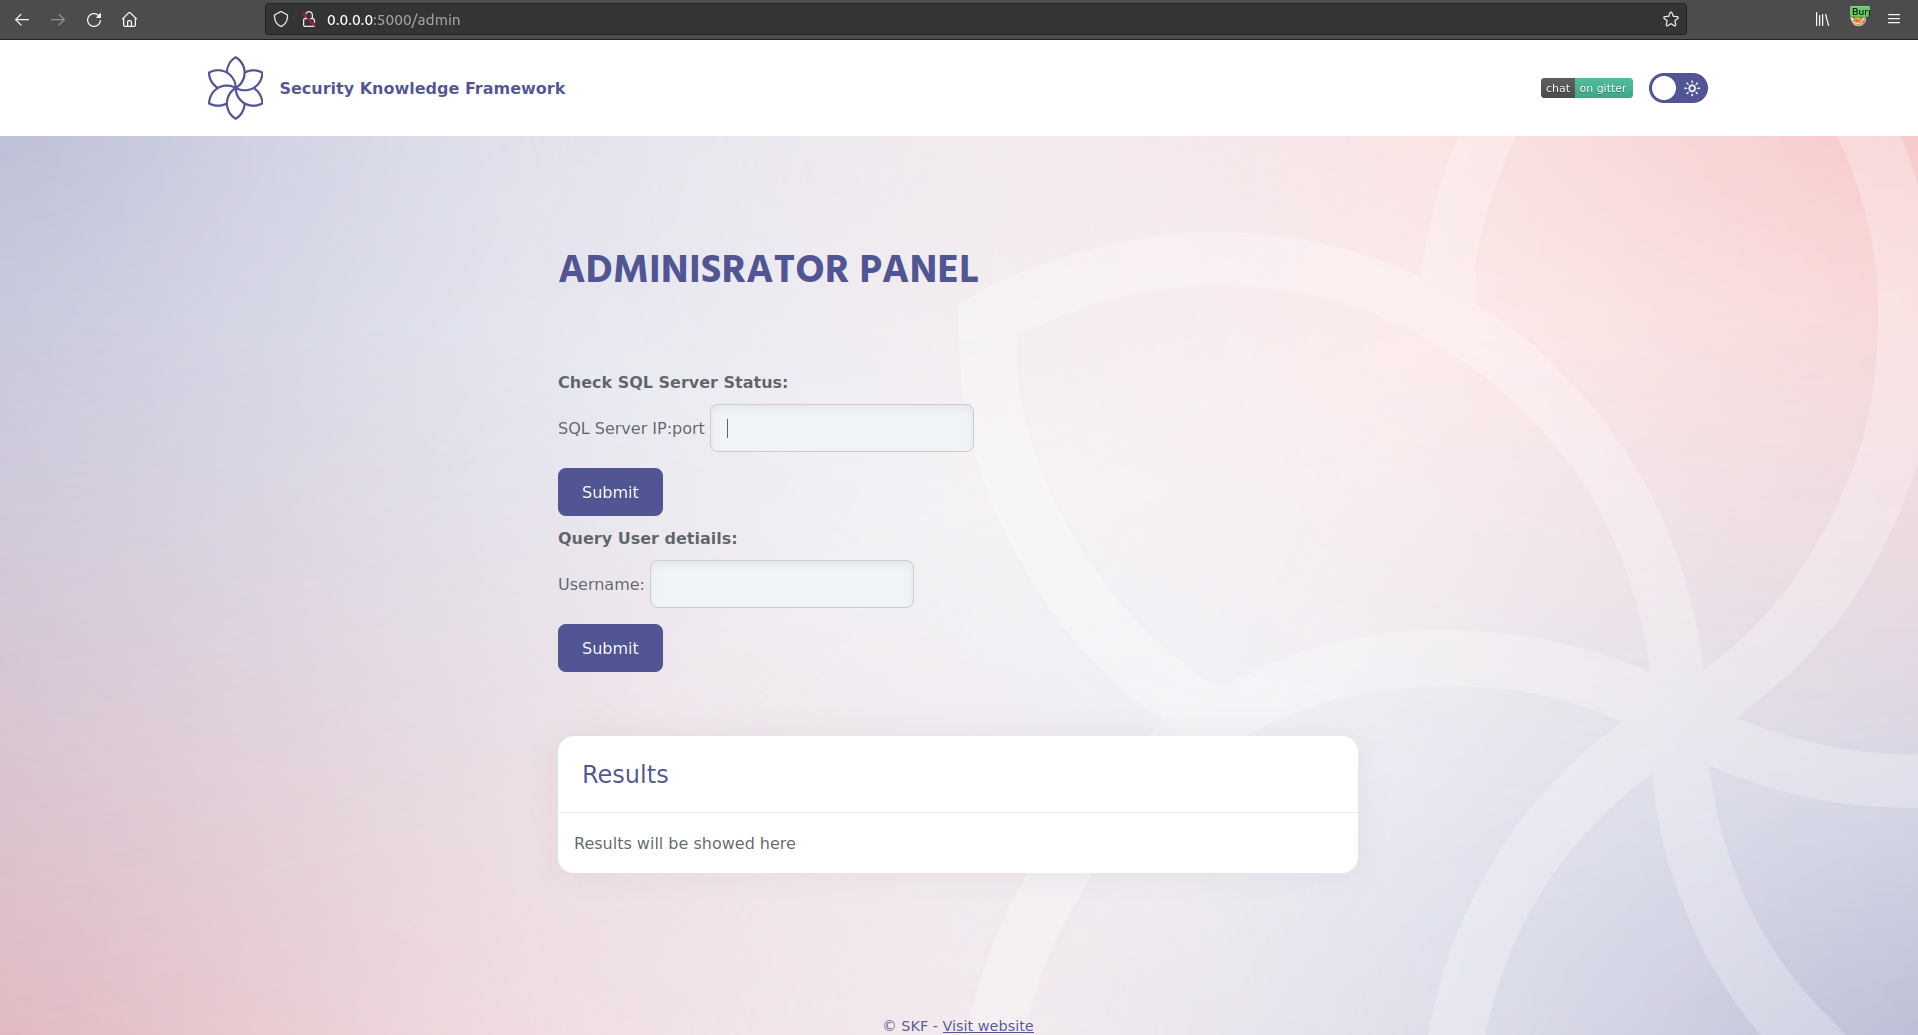 0.0.0.0:5000/admin
Bur
Security Knowledge Framework
chat on gitter
ADMINISRATOR PANEL
Check SQL Server Status:
SQL Server IP:port
Submit
Query User detiails:
Username:
Submit
Results
Results will be showed here
© SKF - Visit website